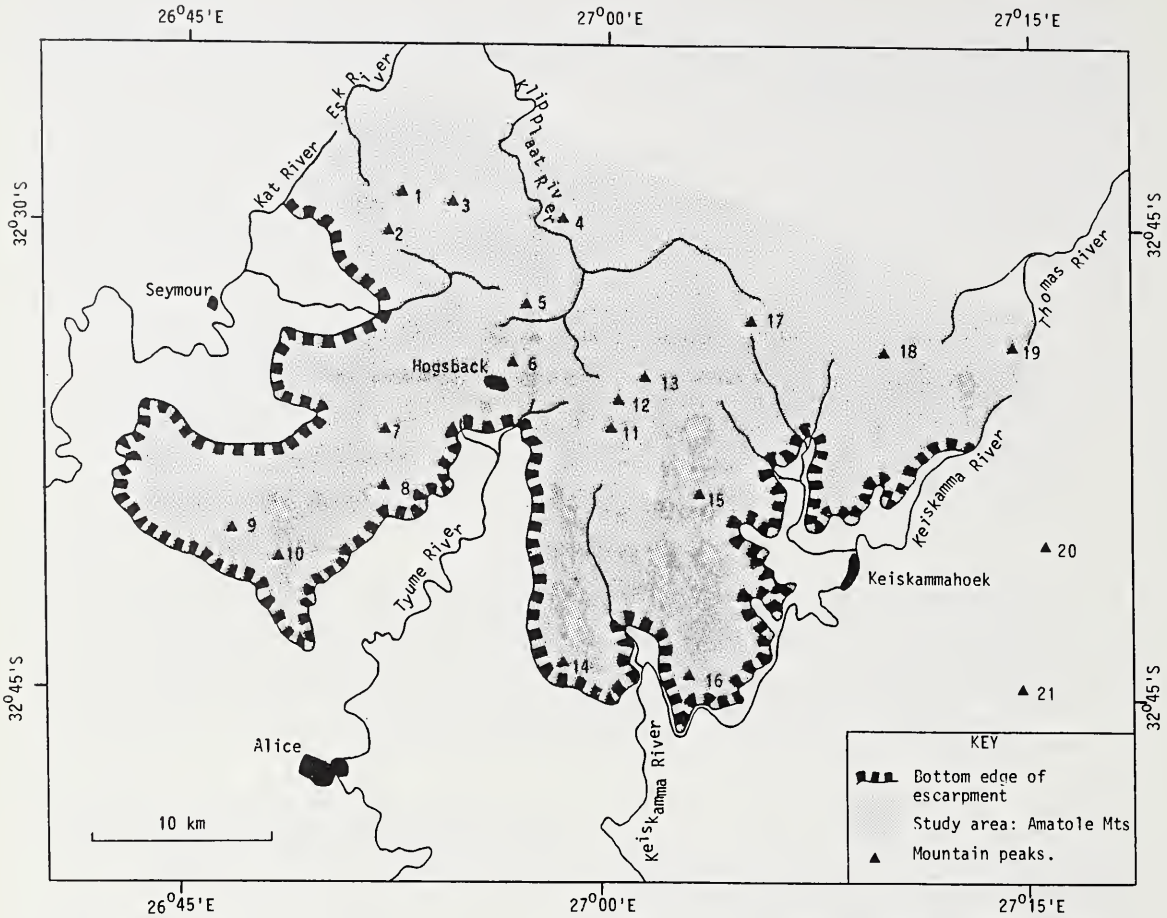 26°45'E
27°00'E
27°15'E
Esk River
Klipplaat River
Kat River
1
3
2
4
32°30'S
32°45'S
Thomas River
Seymour
5
17
18
19
Hogsback
6
13
12
11
7
8
15
9
10
Keiskamma River
20
Tyume River
Keiskammahoek
14
16
32°45'S
32°45'S
21
Alice
Keiskamma River
KEY
Bottom edge of
escarpment
Study area: Amatole Mts
Mountain peaks.
10 km
26°45'E
27°00'E
27°15'E